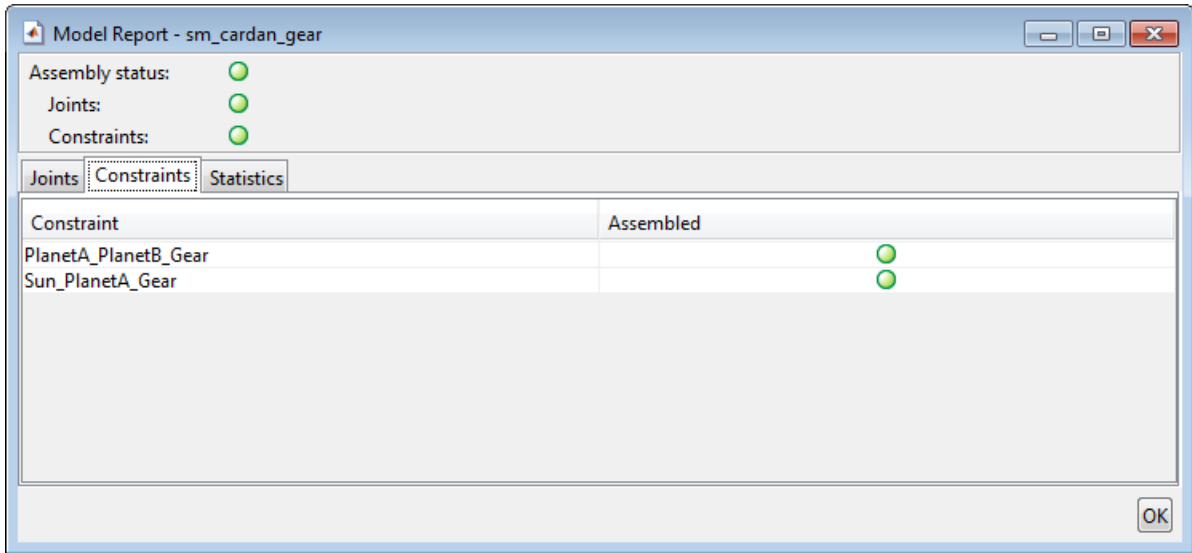 Model Report - sm_cardan_gear
Assembly status:
Joints:
Constraints:
Joints Constraints Statistics
Constraint Assembled
PlanetA_PlanetB_Gear
Sun_PlanetA_Gear
OK